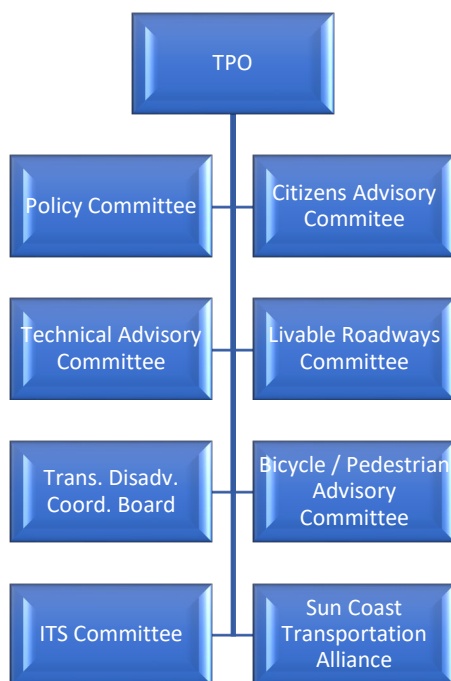 TPO
Policy Committee
Citizens Advisory
Commitee
Technical Advisory
Committee
Livable Roadways
Committee
Trans. Disadv.
Coord. Board
Bicycle / Pedestrian
Advisory
Committee
ITS Committee
Sun Coast
Transportation
Alliance